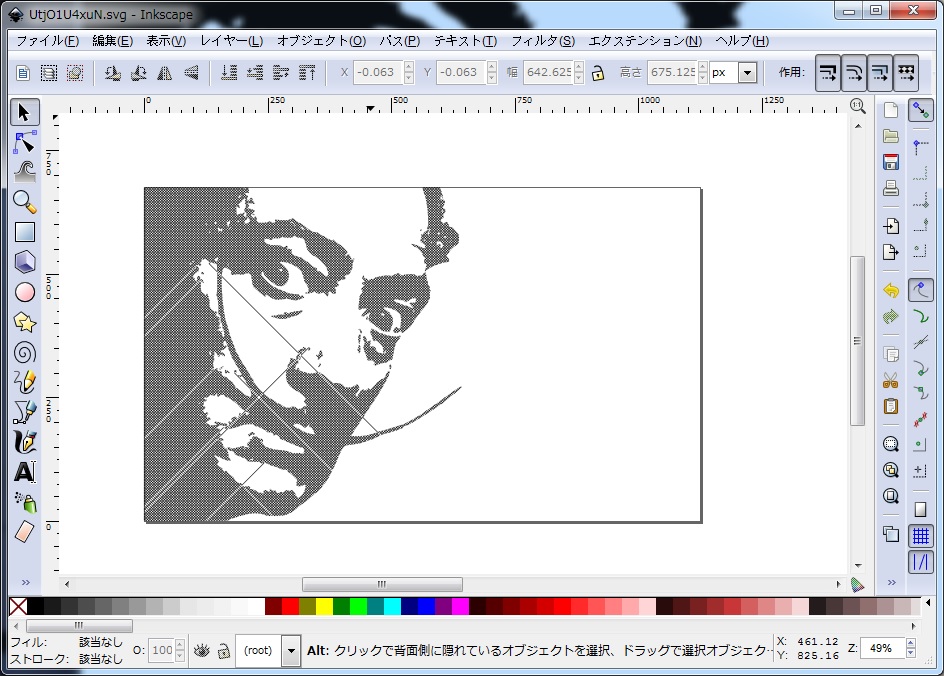 UtjO1U4xuN.svg - Inkscape
ファイル(F) 編集(E) 表示(V) レイヤー(L) オブジェクト(O) パス(P) テキスト(T) フィルタ(S) エクステンション(N) ヘルプ(H)
X -0.063 Y -0.063 幅 642.625 高さ 675.125 px 作用:
0 250 500 750 1000 1250
750
500
250
0
フィル: 該当なし O: 100 (root) Alt: クリックで背面側に隠れているオブジェクトを選択、ドラッグで選択オブジェク… X: 461.12 Z: 49%
ストローク: 該当なし Y: 825.16